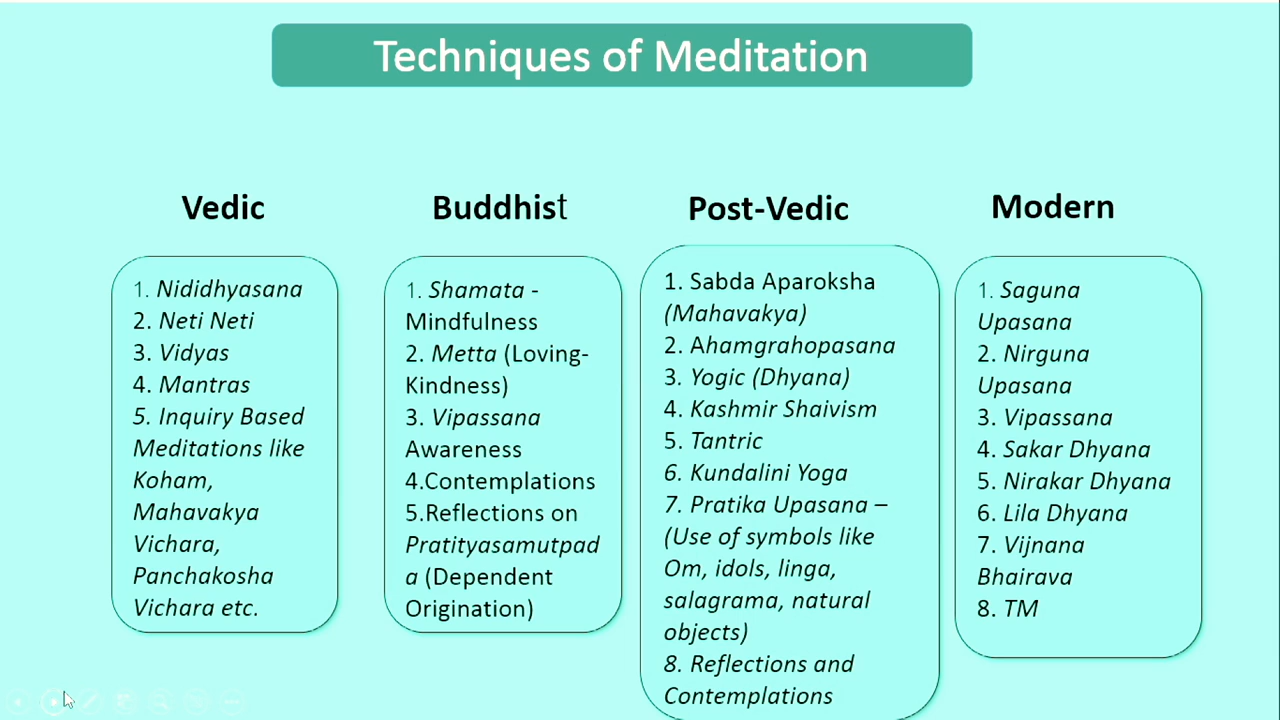 Techniques of Meditation
Vedic
1. Nididhyasana
2. Neti Neti
3. Vidyas
4. Mantras
5. Inquiry Based
Meditations like
Koham,
Mahavakya
Vichara,
Panchakosha
Vichara etc.
Buddhist
1. Shamata -
Mindfulness
2. Metta (Loving-
Kindness)
3. Vipassana
Awareness
4.Contemplations
5.Reflections on
Pratityasamutpad
a (Dependent
Origination)
Post-Vedic
1. Sabda Aparoksha
(Mahavakya)
2. Ahamgrahopasana
3. Yogic (Dhyana)
4. Kashmir Shaivism
5. Tantric
6. Kundalini Yoga
7. Pratika Upasana –
(Use of symbols like
Om, idols, linga,
salagrama, natural
objects)
8. Reflections and
Contemplations
Modern
1. Saguna
Upasana
2. Nirguna
Upasana
3. Vipassana
4. Sakar Dhyana
5. Nirakar Dhyana
6. Lila Dhyana
7. Vijnana
Bhairava
8. TM